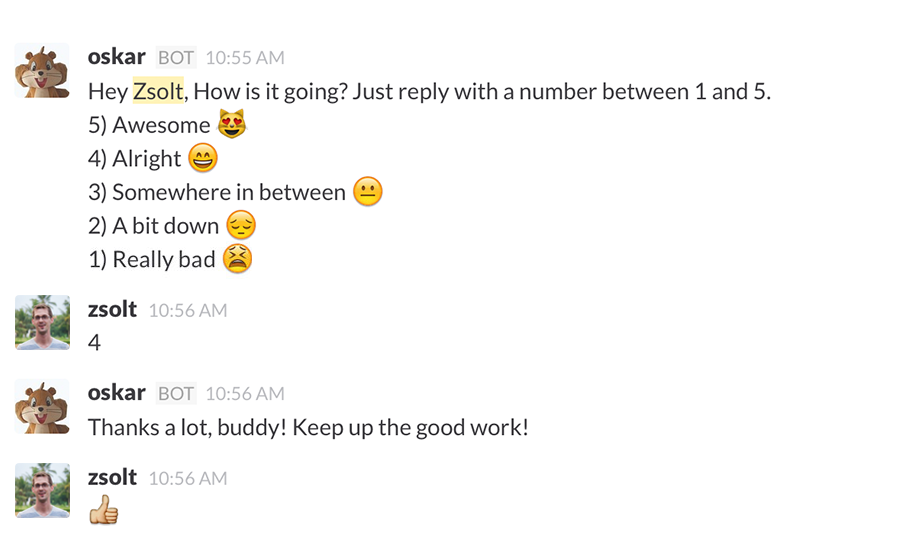 oskar BOT 10:55 AM
Hey Zsolt, How is it going? Just reply with a number between 1 and 5.
5) Awesome 😻
4) Alright 😄
3) Somewhere in between 😐
2) A bit down 😔
1) Really bad 😫
zsolt 10:56 AM
4
oskar BOT 10:56 AM
Thanks a lot, buddy! Keep up the good work!
zsolt 10:56 AM
👍🏼